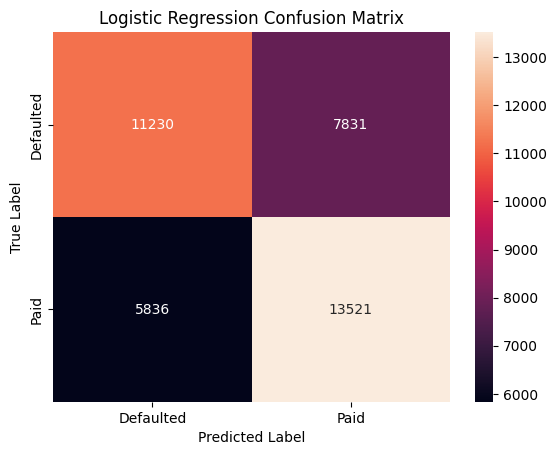 Logistic Regression Confusion Matrix
True Label
Defaulted
Paid
11230
7831
5836
13521
Defaulted
Paid
Predicted Label
13000
12000
11000
10000
9000
8000
7000
6000